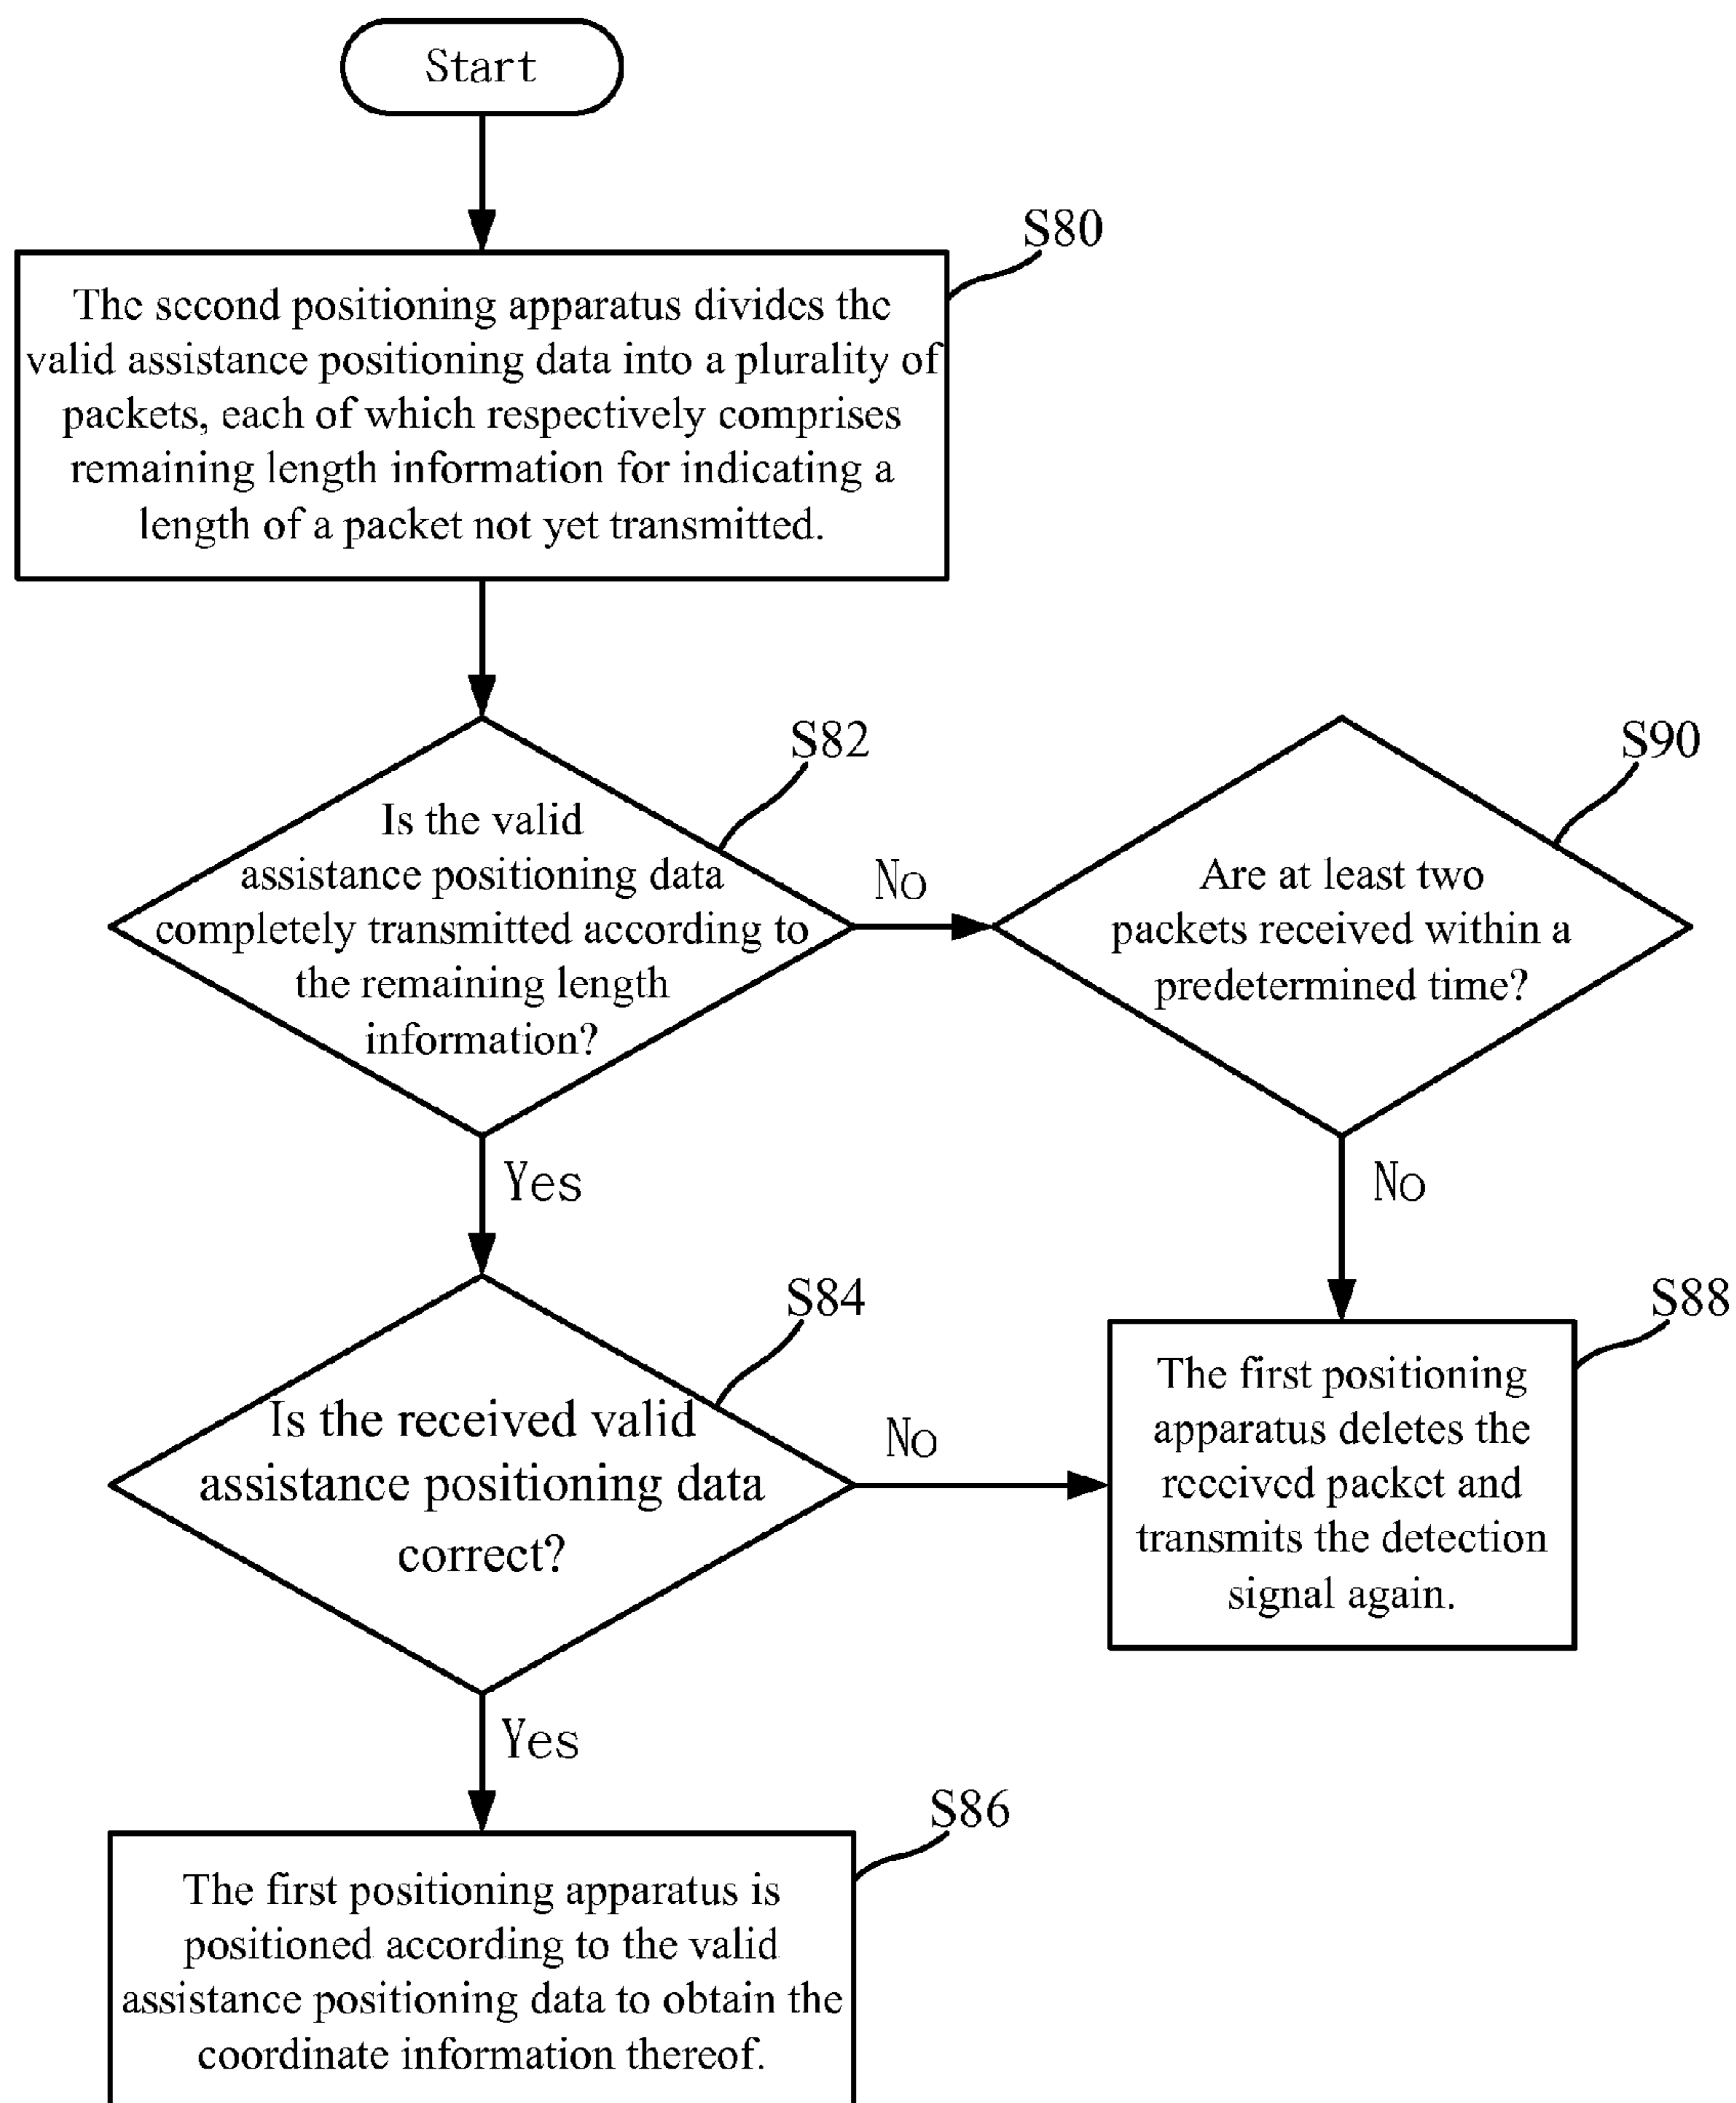 Start
S80
The second positioning apparatus divides the
valid assistance positioning data into a plurality of
packets, each of which respectively comprises
remaining length information for indicating a
length of a packet not yet transmitted.
S82
Is the valid
assistance positioning data
completely transmitted according to
the remaining length
information?
No
S90
Are at least two
packets received within a
predetermined time?
Yes
No
S84
Is the received valid
assistance positioning data
correct?
No
S88
The first positioning
apparatus deletes the
received packet and
transmits the detection
signal again.
Yes
S86
The first positioning apparatus is
positioned according to the valid
assistance positioning data to obtain the
coordinate information thereof.